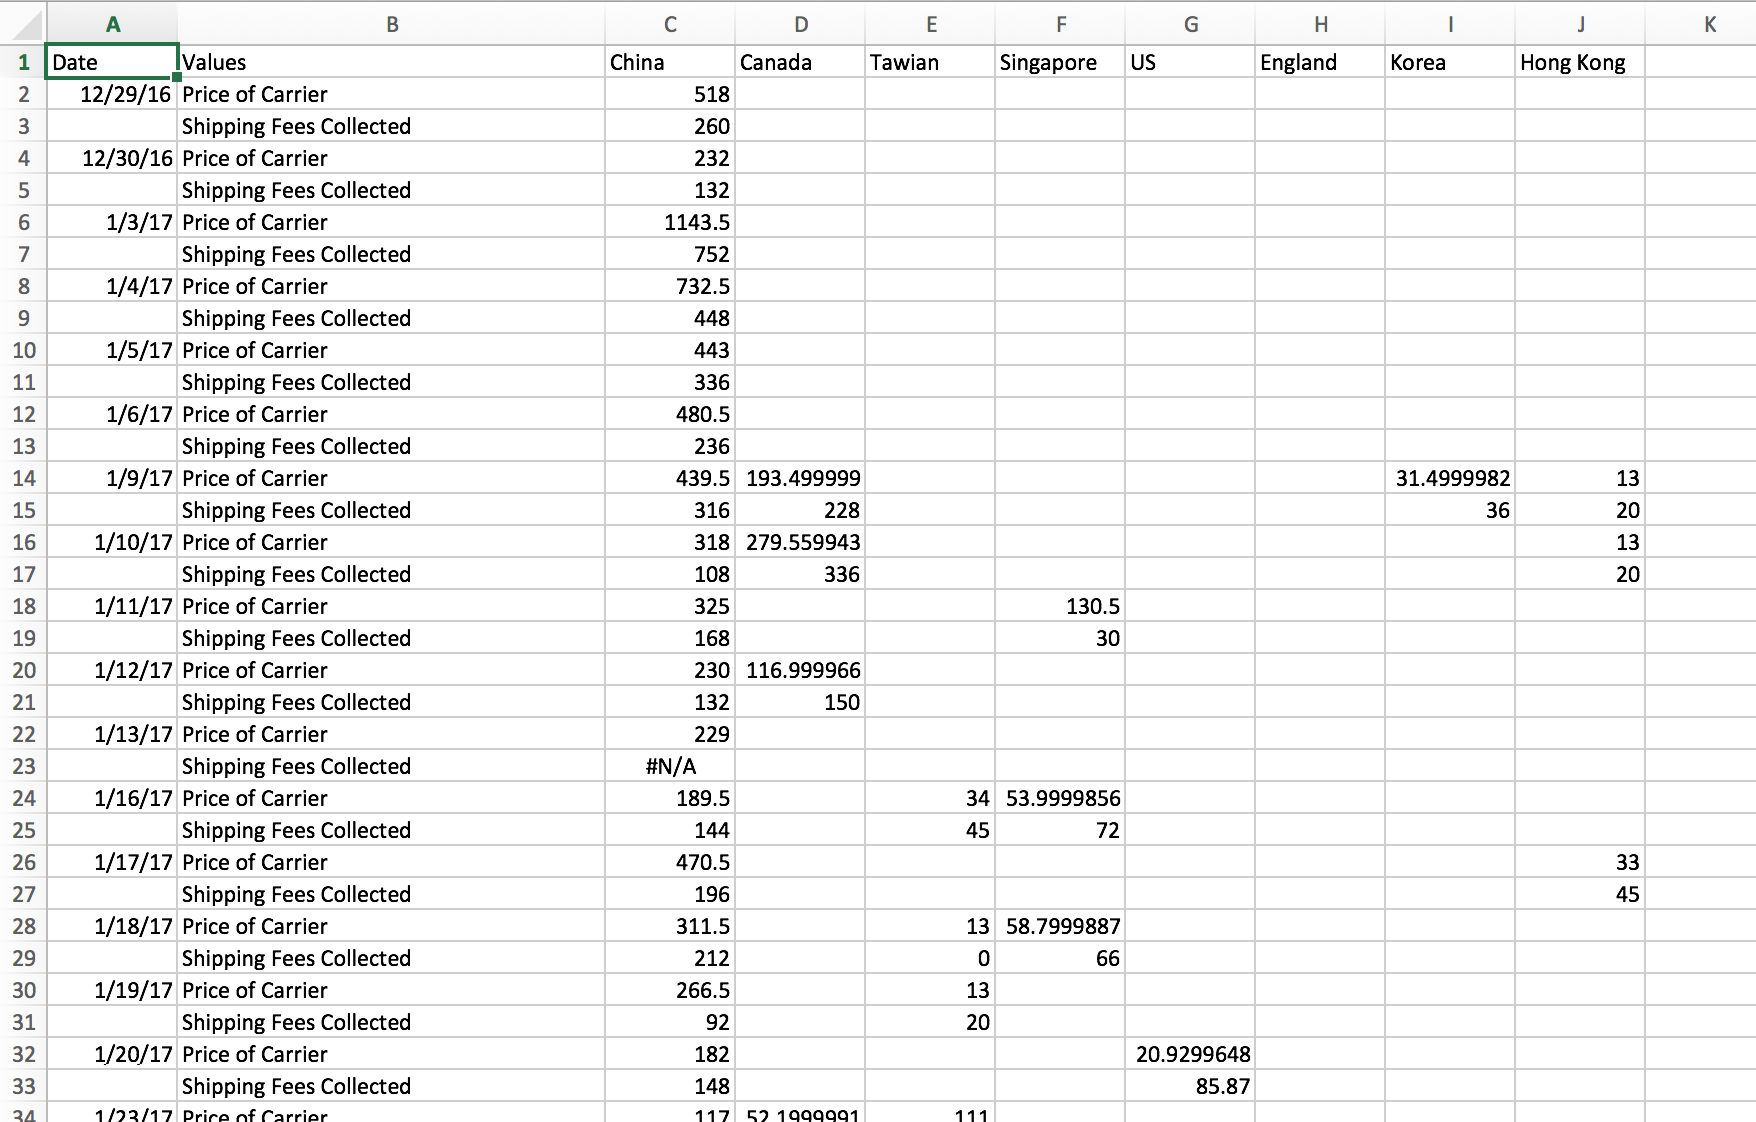 A B C D E F G H I J K
1 Date Values China Canada Tawian Singapore US England Korea Hong Kong
2 12/29/16 Price of Carrier 518
3 Shipping Fees Collected 260
4 12/30/16 Price of Carrier 232
5 Shipping Fees Collected 132
6 1/3/17 Price of Carrier 1143.5
7 Shipping Fees Collected 752
8 1/4/17 Price of Carrier 732.5
9 Shipping Fees Collected 448
10 1/5/17 Price of Carrier 443
11 Shipping Fees Collected 336
12 1/6/17 Price of Carrier 480.5
13 Shipping Fees Collected 236
14 1/9/17 Price of Carrier 439.5 193.499999 31.4999982 13
15 Shipping Fees Collected 316 228 36 20
16 1/10/17 Price of Carrier 318 279.559943 13
17 Shipping Fees Collected 108 336 20
18 1/11/17 Price of Carrier 325 130.5
19 Shipping Fees Collected 168 30
20 1/12/17 Price of Carrier 230 116.999966
21 Shipping Fees Collected 132 150
22 1/13/17 Price of Carrier 229
23 Shipping Fees Collected #N/A
24 1/16/17 Price of Carrier 189.5 34 53.9999856
25 Shipping Fees Collected 144 45 72
26 1/17/17 Price of Carrier 470.5 33
27 Shipping Fees Collected 196 45
28 1/18/17 Price of Carrier 311.5 13 58.7999887
29 Shipping Fees Collected 212 0 66
30 1/19/17 Price of Carrier 266.5 13
31 Shipping Fees Collected 92 20
32 1/20/17 Price of Carrier 182 20.9299648
33 Shipping Fees Collected 148 85.87
34 1/23/17 Price of Carrier 117 52.1999991 111